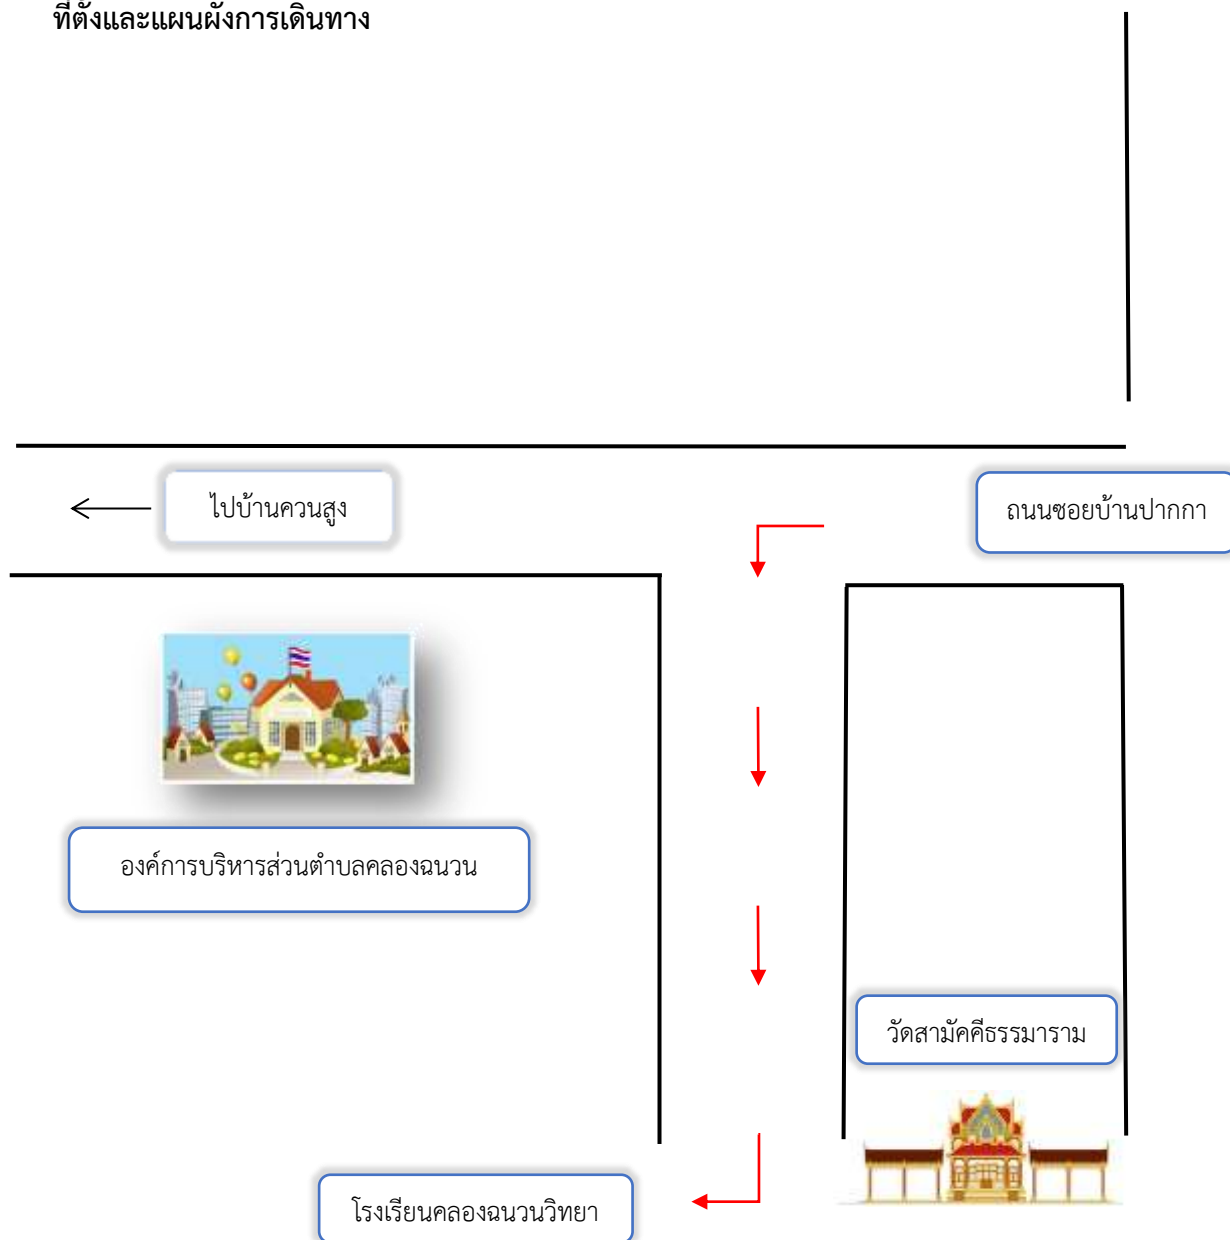 ที่ตั้งและแผนผังการเดินทาง
ไปบ้านควนสูง
ถนนซอยบ้านปากกา
องค์การบริหารส่วนตำบลคลองฉนวน
วัดสามัคคีธรรมาราม
โรงเรียนคลองฉนวนวิทยา